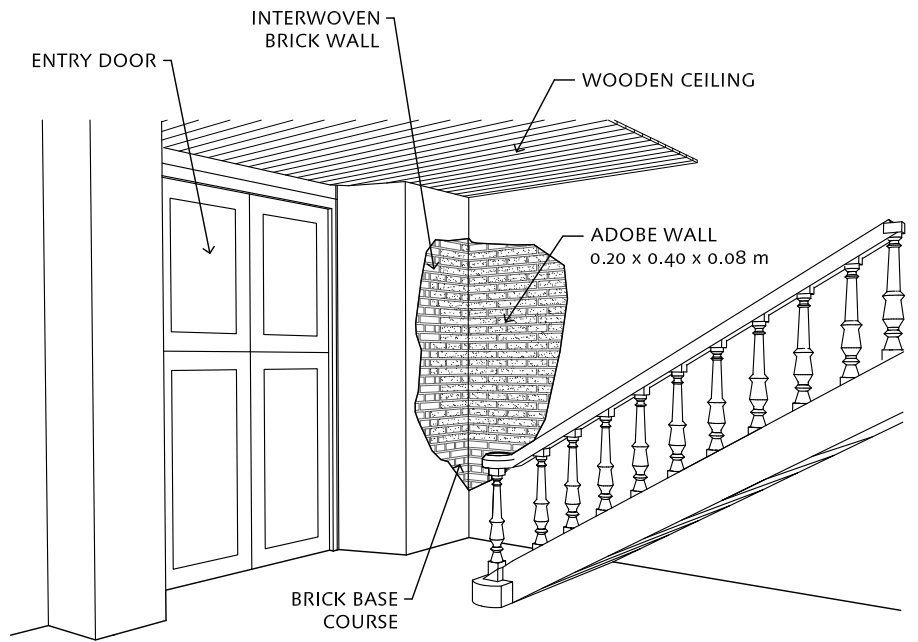 INTERWOVEN
BRICK WALL
ENTRY DOOR
WOODEN CEILING
ADOBE WALL
0.20 x 0.40 x 0.08 m
BRICK BASE
COURSE